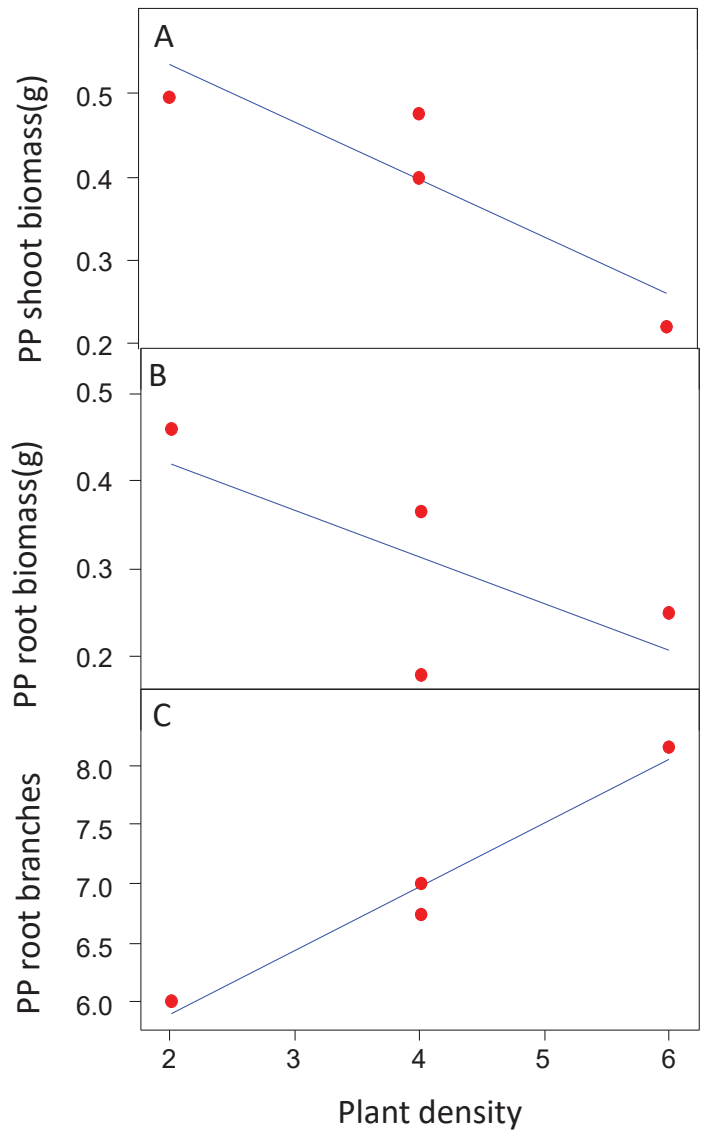 A
PP shoot biomass(g)
0.5
0.4
0.3
0.2
B
PP root biomass(g)
0.5
0.4
0.3
0.2
C
PP root branches
8.0
7.5
7.0
6.5
6.0
2 3 4 5 6
Plant density